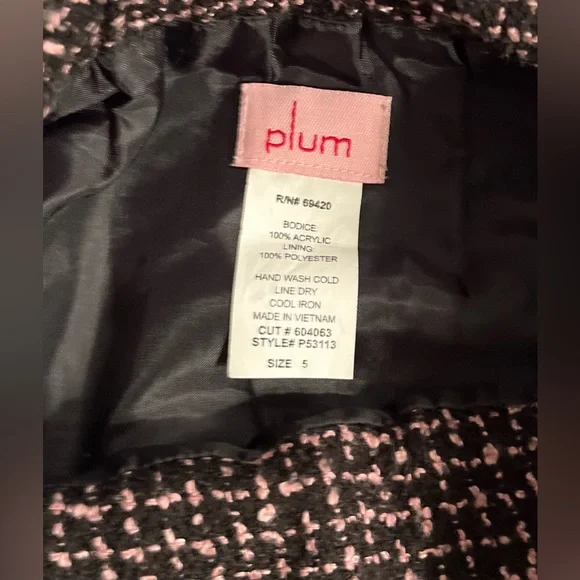 plum
R/N# 69420
BODICE:
100% ACRYLIC
LINING:
100% POLYESTER
HAND WASH COLD
LINE DRY
COOL IRON
MADE IN VIETNAM
CUT # 604063
STYLE# P53113
SIZE 5